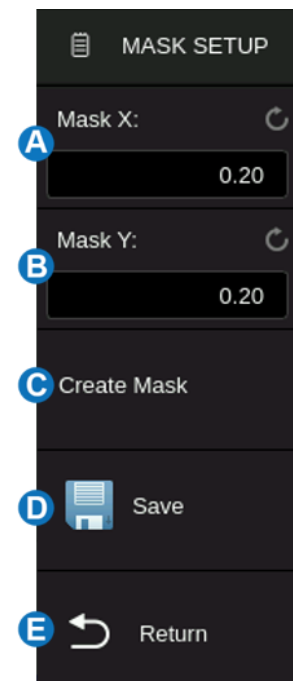 MASK SETUP
Mask X:
A
0.20
Mask Y:
B
0.20
C Create Mask
D Save
E Return